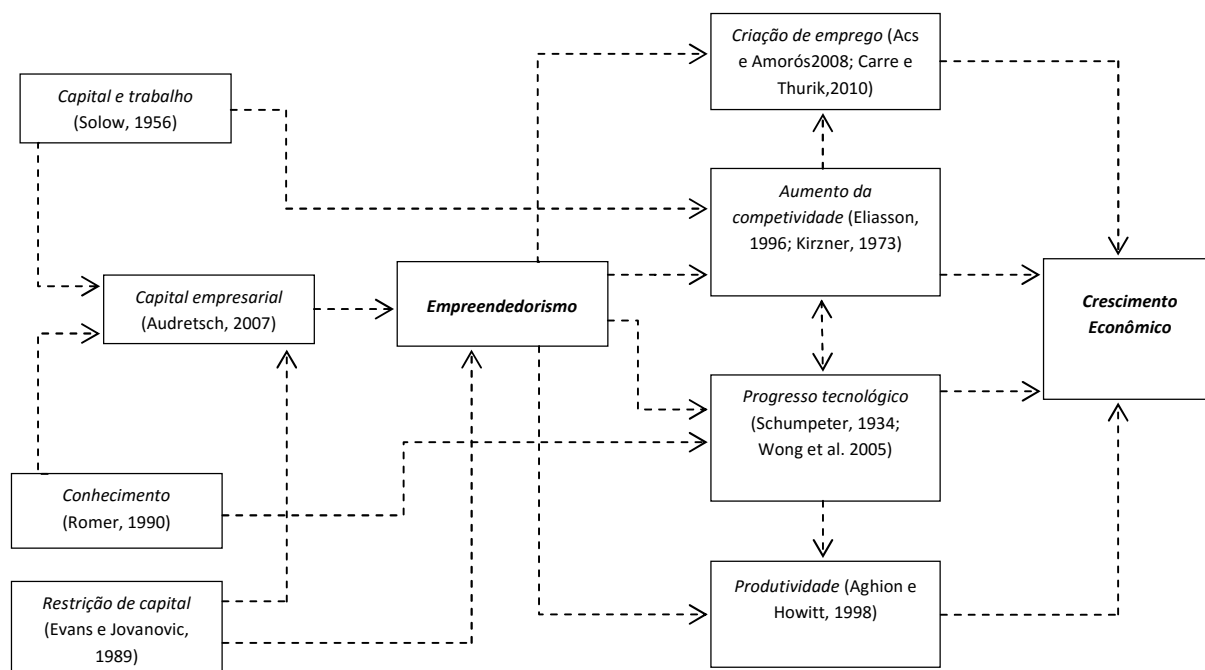 Criação de emprego (Acs
e Amorós2008; Carre e
Thurik,2010)
Capital e trabalho
(Solow, 1956)
Aumento da
competividade (Eliasson,
1996; Kirzner, 1973)
Capital empresarial
(Audretsch, 2007)
Empreendedorismo
Crescimento
Econômico
Progresso tecnológico
(Schumpeter, 1934;
Wong et al. 2005)
Conhecimento
(Romer, 1990)
Restrição de capital
(Evans e Jovanovic,
1989)
Produtividade (Aghion e
Howitt, 1998)